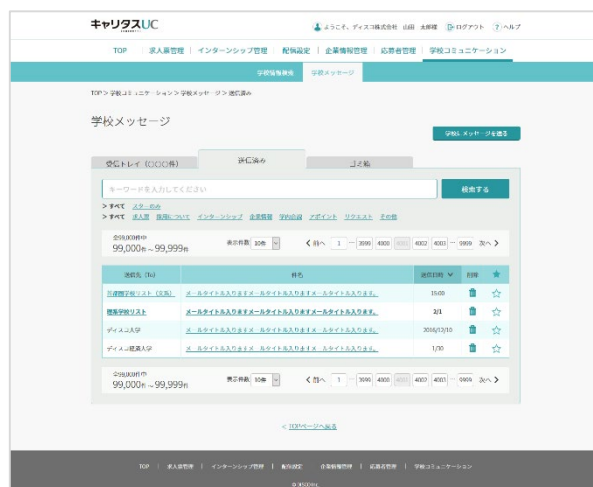 キャリタスUC
ようこそ、ディスコ株式会社 山田 太郎様 ログアウト ヘルプ
TOP 求人票管理 インターンシップ管理 配信設定 企業情報管理 応募者管理 学校コミュニケーション
学校情報検索 学校メッセージ
TOP > 学校コミュニケーション > 学校メッセージ > 送信済み
学校メッセージ
学校にメッセージを送る
受信トレイ (〇〇〇件) 送信済み ゴミ箱
キーワードを入力してください 検索する
> すべて スターのみ
> すべて 求人票 採用について インターンシップ 企業情報 学内企画 アポイント リクエスト その他
全99,000件中
99,000件~99,999件 表示件数 10件 前へ 1 … 3999 4000 4001 4002 4003 … 9999 次へ
送信先 (To) 件名 送信日時 削除
首都圏学校リスト (文系) メールタイトル入りますメールタイトル入りますメールタイトル入ります。 15:00
理系学校リスト メールタイトル入りますメールタイトル入りますメールタイトル入ります。 2/1
ディスコ大学 メールタイトル入りますメールタイトル入りますメールタイトル入ります。 2016/12/10
ディスコ経済大学 メールタイトル入りますメールタイトル入りますメールタイトル入ります。 1/30
全99,000件中
99,000件~99,999件 表示件数 10件 前へ 1 … 3999 4000 4001 4002 4003 … 9999 次へ
< TOPページへ戻る
TOP 求人票管理 インターンシップ管理 配信設定 企業情報管理 応募者管理 学校コミュニケーション
© DISCO Inc.